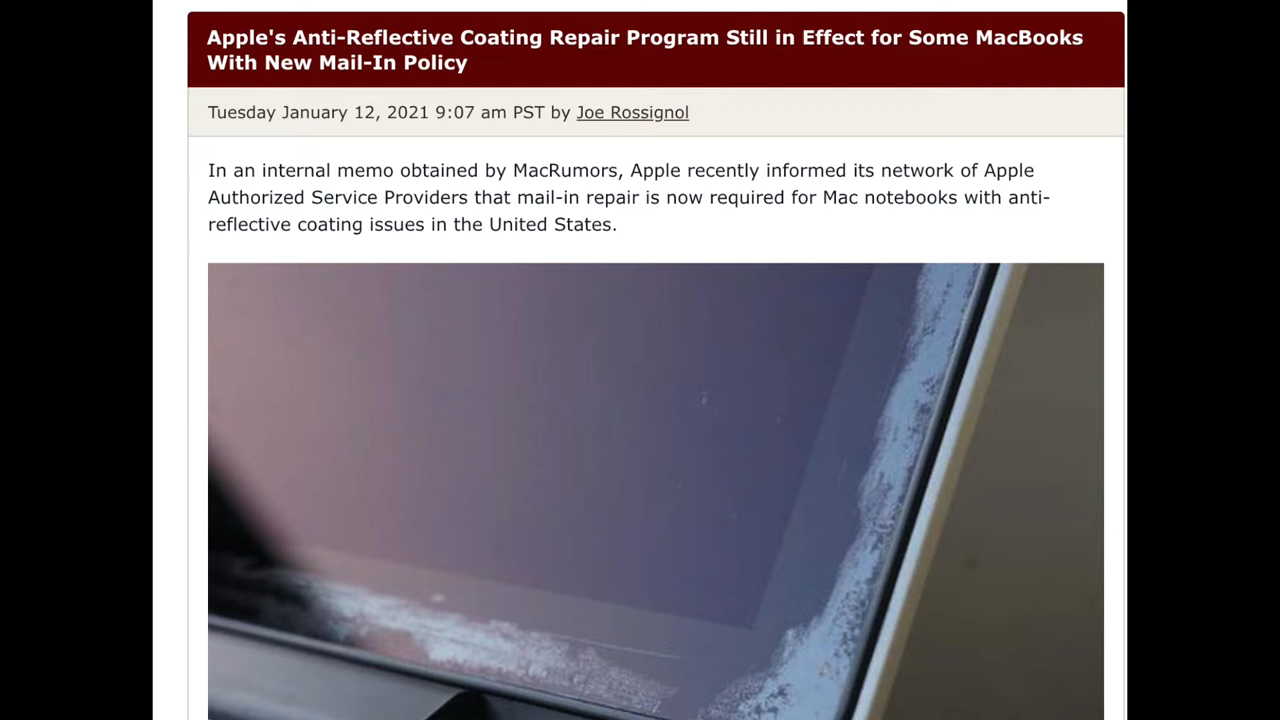 Apple's Anti-Reflective Coating Repair Program Still in Effect for Some MacBooks
With New Mail-In Policy
Tuesday January 12, 2021 9:07 am PST by Joe Rossignol
In an internal memo obtained by MacRumors, Apple recently informed its network of Apple
Authorized Service Providers that mail-in repair is now required for Mac notebooks with anti-
reflective coating issues in the United States.